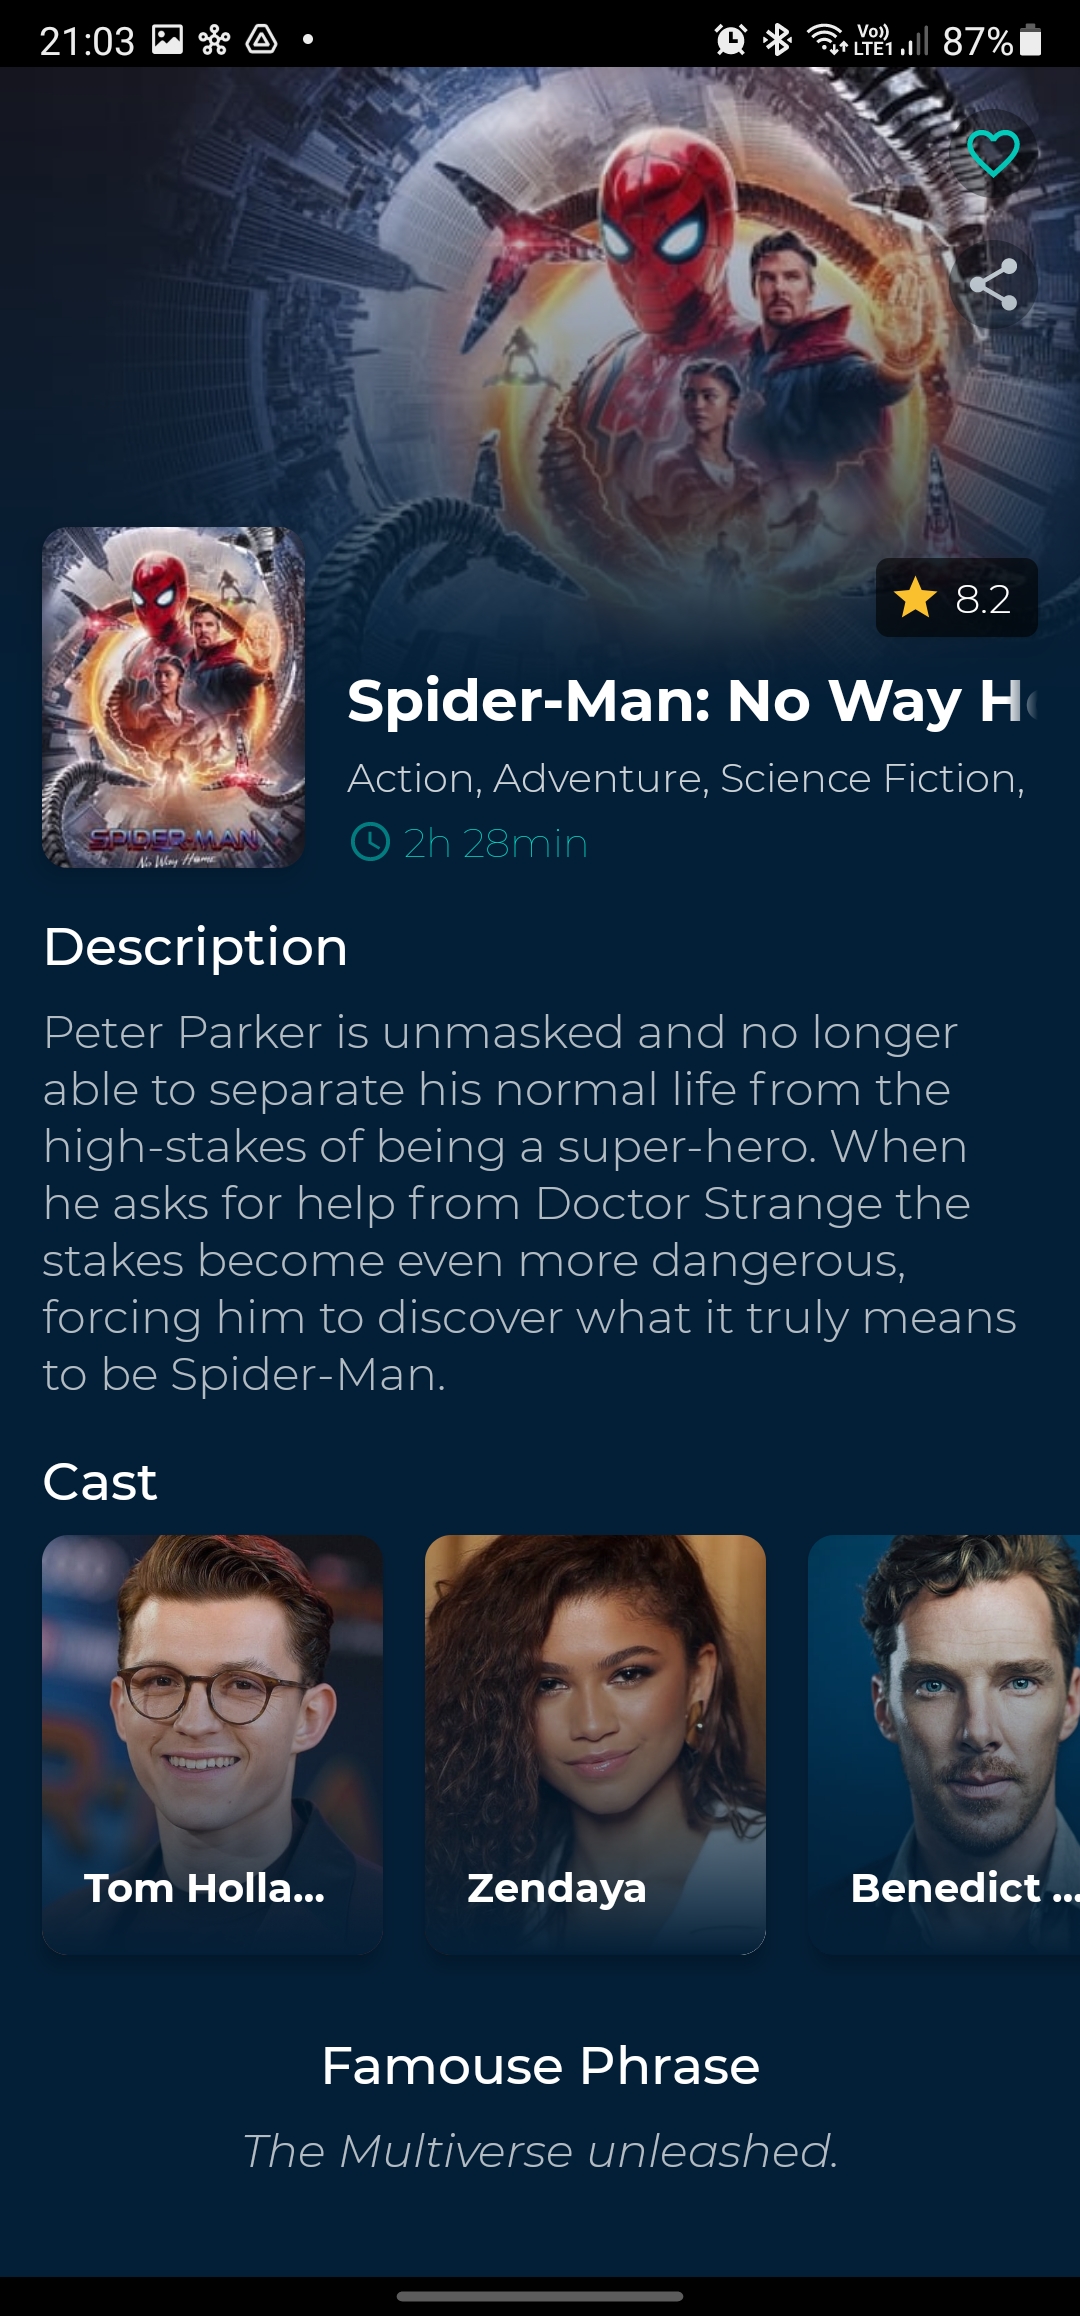 21:03
Vo))
LTE1
87%
8.2
Spider-Man: No Way H
Action, Adventure, Science Fiction,
2h 28min
SPIDER-MAN
No Way Home
Description
Peter Parker is unmasked and no longer
able to separate his normal life from the
high-stakes of being a super-hero. When
he asks for help from Doctor Strange the
stakes become even more dangerous,
forcing him to discover what it truly means
to be Spider-Man.
Cast
Tom Holla...
Zendaya
Benedict ...
Famouse Phrase
The Multiverse unleashed.